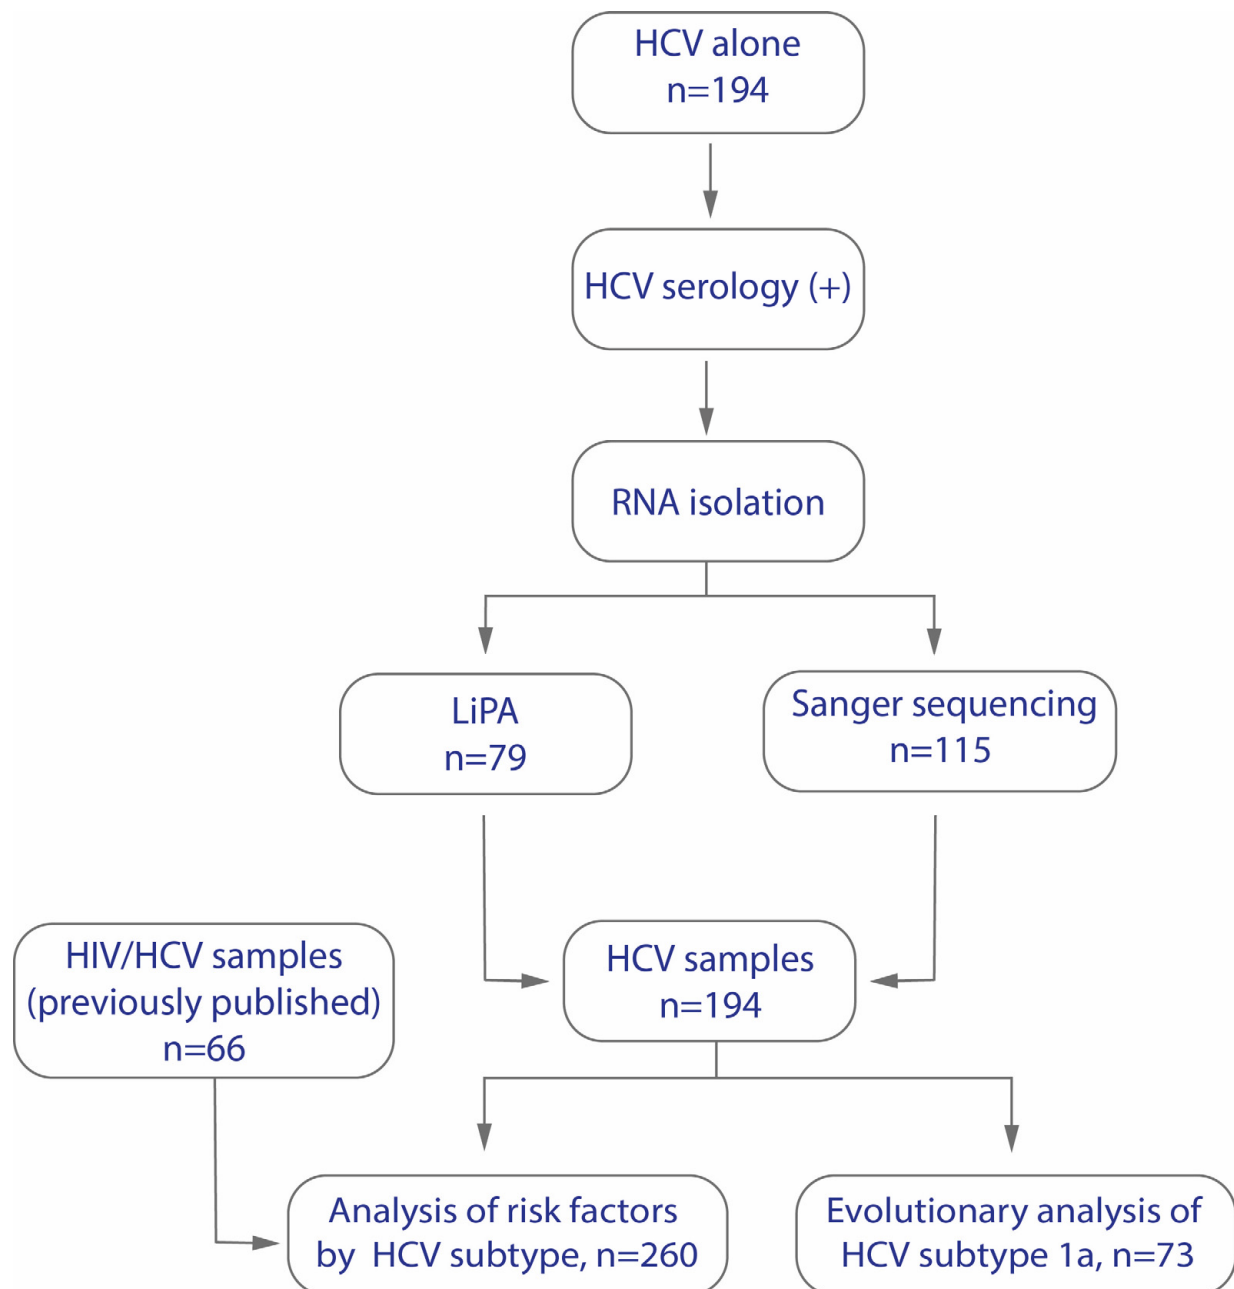 HCV alone
n=194
HCV serology (+)
RNA isolation
LiPA
n=79
Sanger sequencing
n=115
HIV/HCV samples
(previously published)
n=66
HCV samples
n=194
Analysis of risk factors
by HCV subtype, n=260
Evolutionary analysis of
HCV subtype 1a, n=73